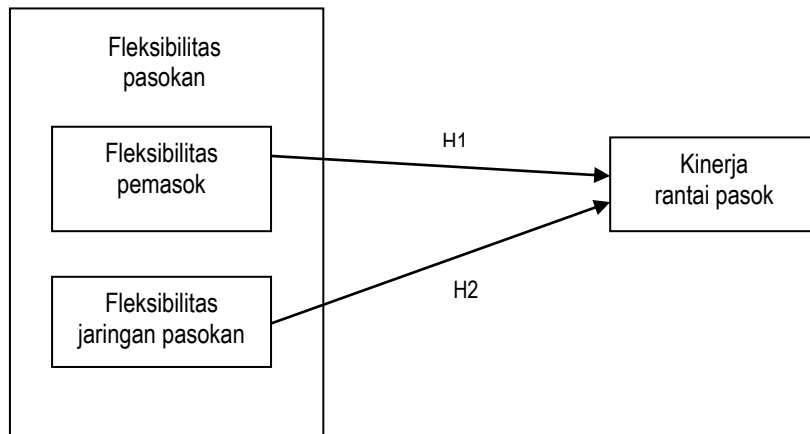 Fleksibilitas
pasokan
Fleksibilitas
pemasok
H1
Kinerja
rantai pasok
Fleksibilitas
jaringan pasokan
H2